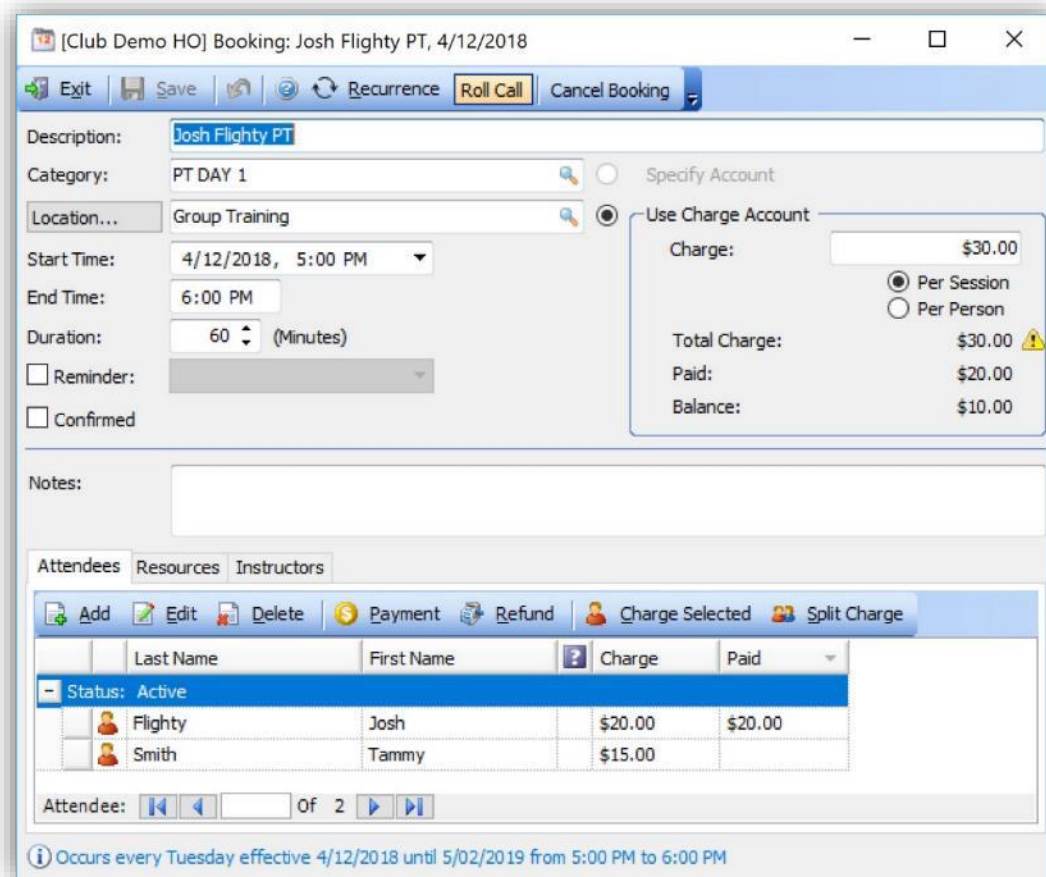 [Club Demo HO] Booking: Josh Flighty PT, 4/12/2018
Exit Save Recurrence Roll Call Cancel Booking
Description: Josh Flighty PT
Category: PT DAY 1 Specify Account
Location... Group Training Use Charge Account
Charge: $30.00
Start Time: 4/12/2018, 5:00 PM
Per Session
End Time: 6:00 PM
Per Person
Duration: 60 (Minutes)
Total Charge: $30.00
Reminder:
Paid: $20.00
Confirmed
Balance: $10.00
Notes:
Attendees Resources Instructors
Add Edit Delete Payment Refund Charge Selected Split Charge
Last Name First Name ? Charge Paid
Status: Active
Flighty Josh $20.00 $20.00
Smith Tammy $15.00
Attendee: Of 2
Occurs every Tuesday effective 4/12/2018 until 5/02/2019 from 5:00 PM to 6:00 PM